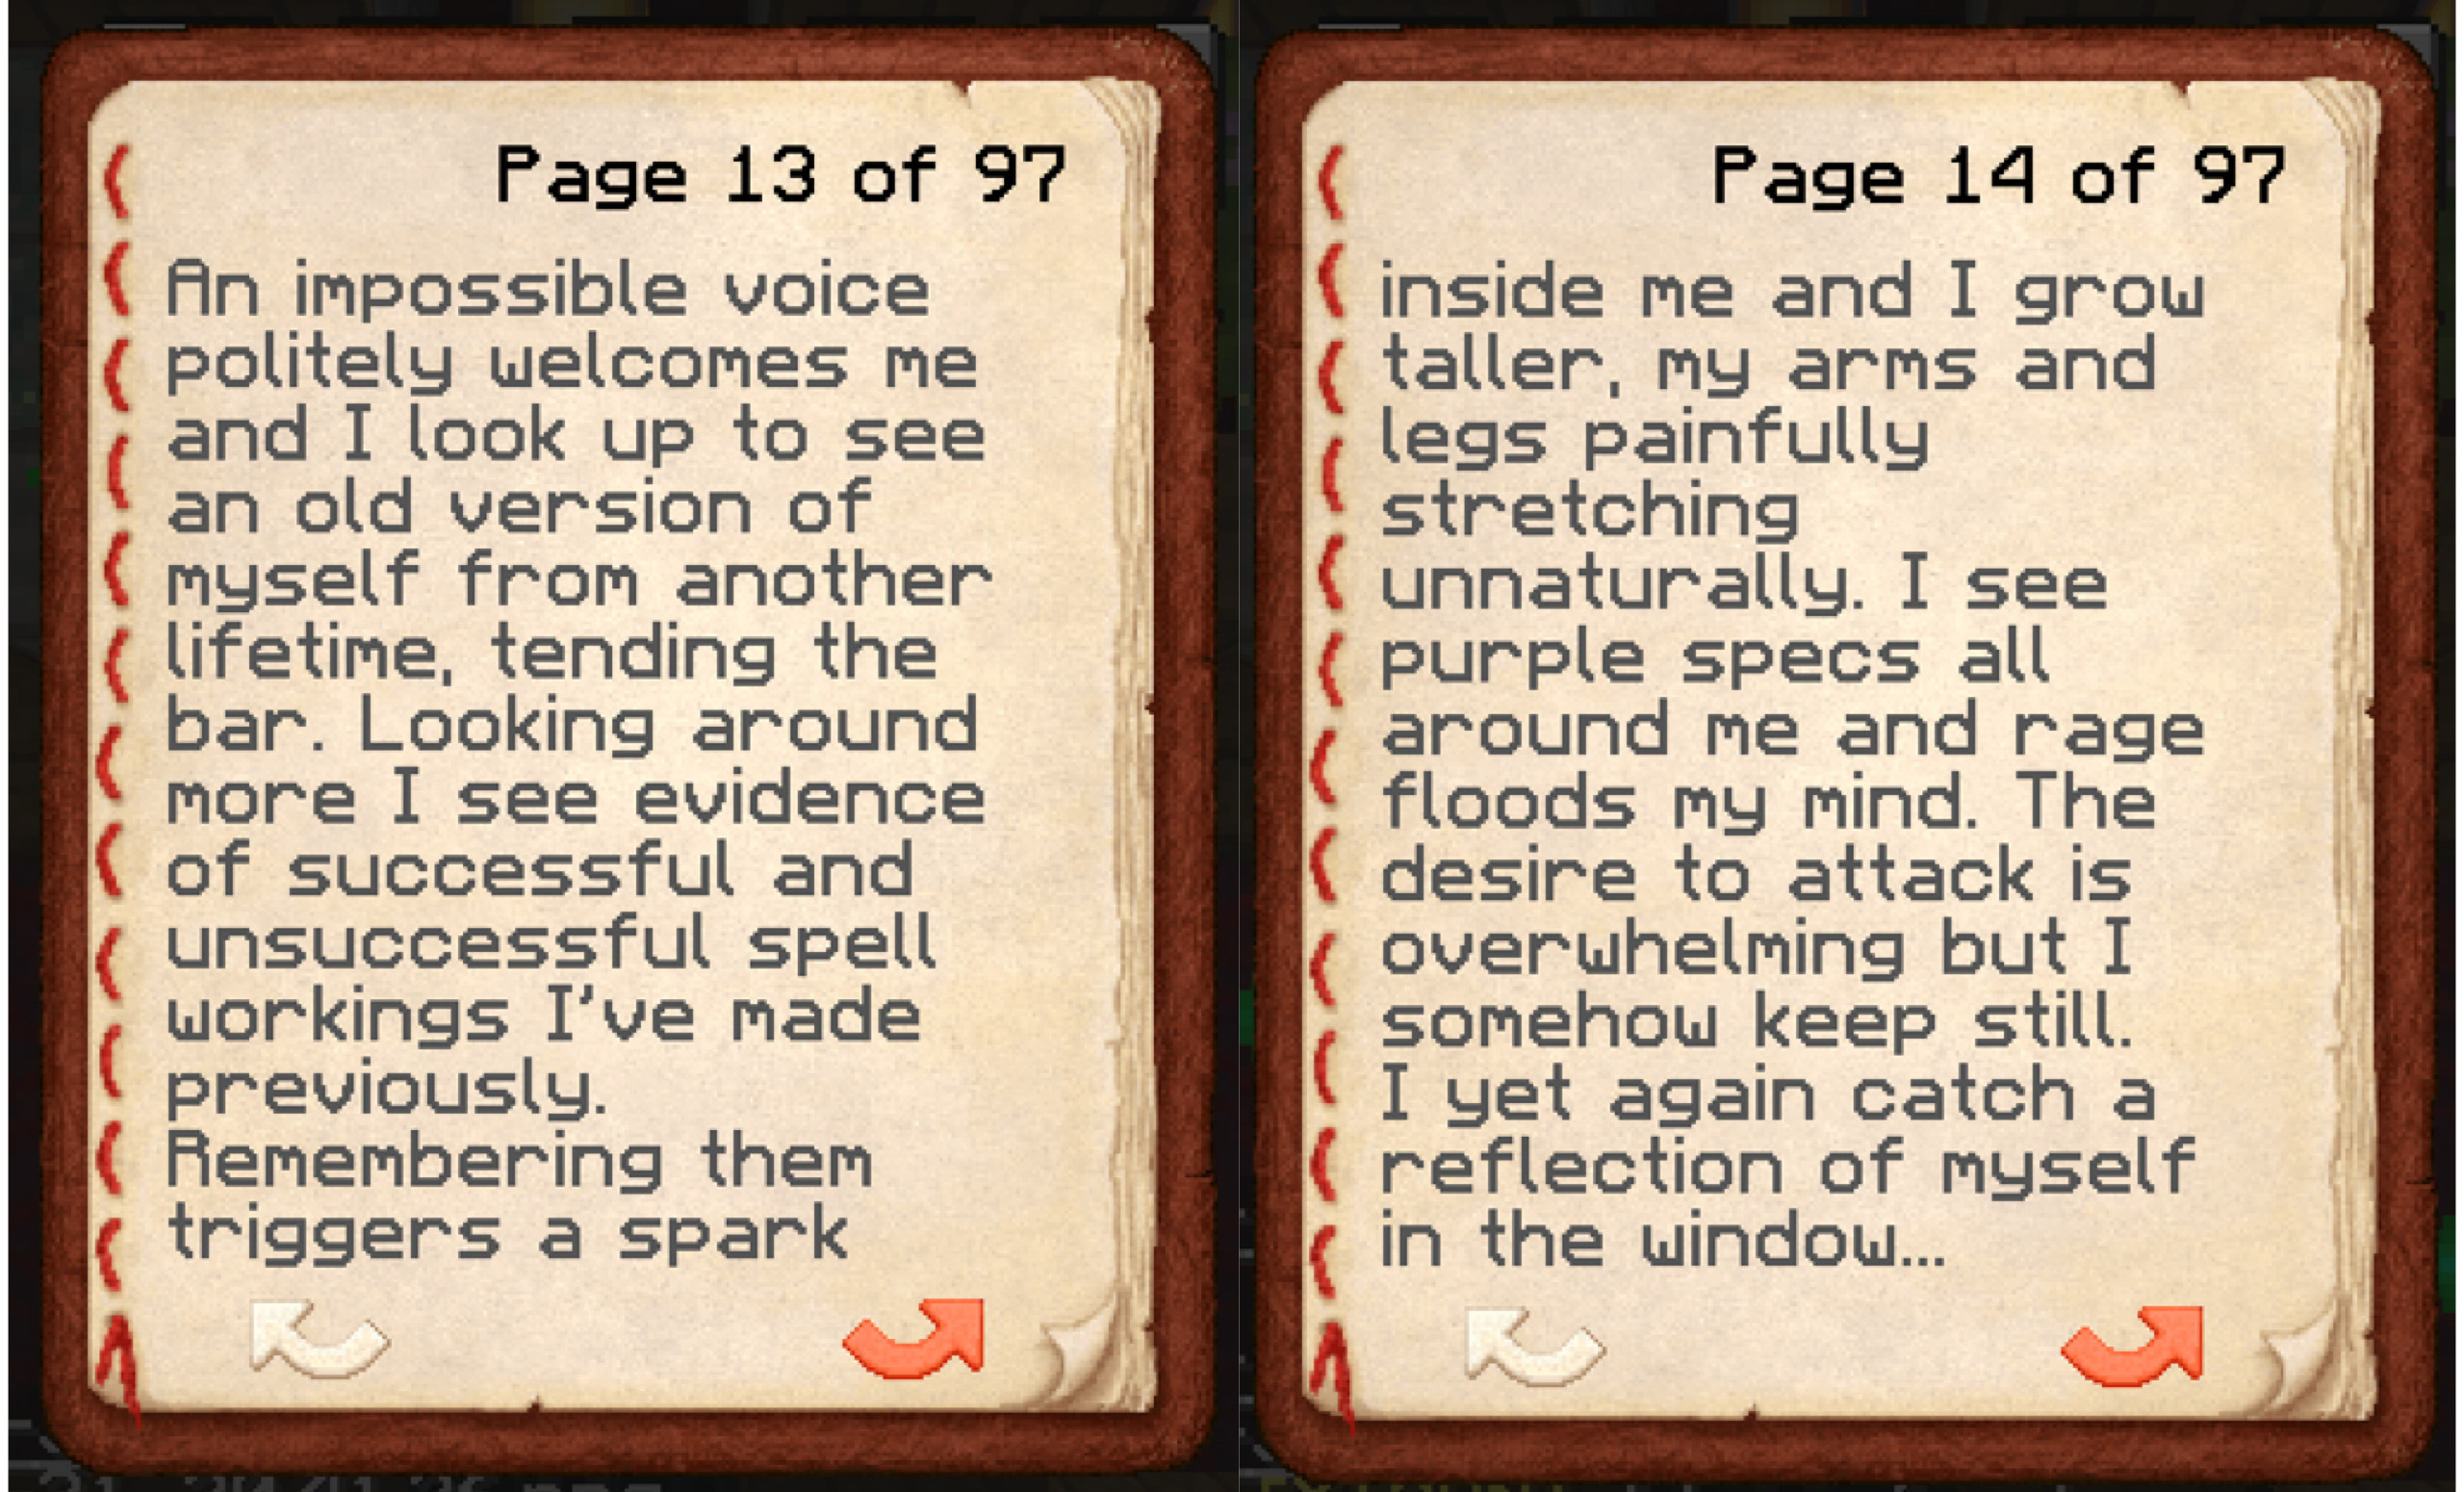 Page 13 of 97
An impossible voice
politely welcomes me
and I look up to see
an old version of
myself from another
lifetime, tending the
bar. Looking around
more I see evidence
of successful and
unsuccessful spell
workings I've made
previously.
Remembering them
triggers a spark
Page 14 of 97
inside me and I grow
taller, my arms and
legs painfully
stretching
unnaturally. I see
purple specs all
around me and rage
floods my mind. The
desire to attack is
overwhelming but I
somehow keep still.
I yet again catch a
reflection of myself
in the window...